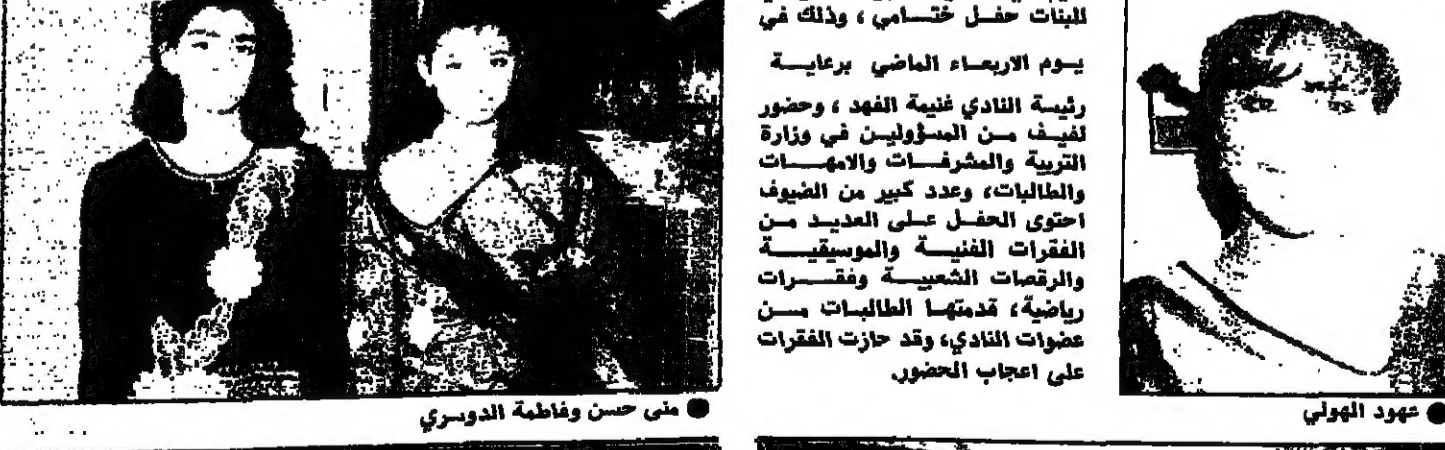 للبنات حفل ختامي ، وذلك في
يوم الاربعاء الماضي برعاية
رئيسة النادي غنيمة الفهد ، وحضور
لفيف من المسؤولين في وزارة
التربية والمشرفات والامهات
والطالبات، وعدد كبير من الضيوف
احتوى الحفل على العديد من
الفقرات الفنية والموسيقية
والرقصات الشعبية وفقرات
رياضية، قدمتها الطالبات من
عضوات النادي، وقد حازت الفقرات
على اعجاب الحضور.
● عهود الهولي
● منى حسن وفاطمة الدوسري